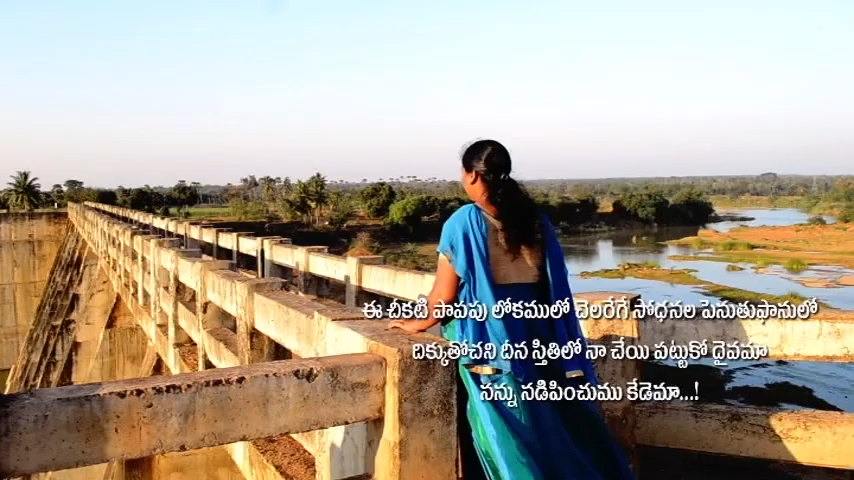 ఈ చీకటి పాపపు లోకములో చెలరేగే సోధనల పెనుతుపానులో
దిక్కుతోచని దీన స్తితిలో నా చేయి పట్టుకో దైవమా
నన్ను నడిపించుము కేడెమా...!